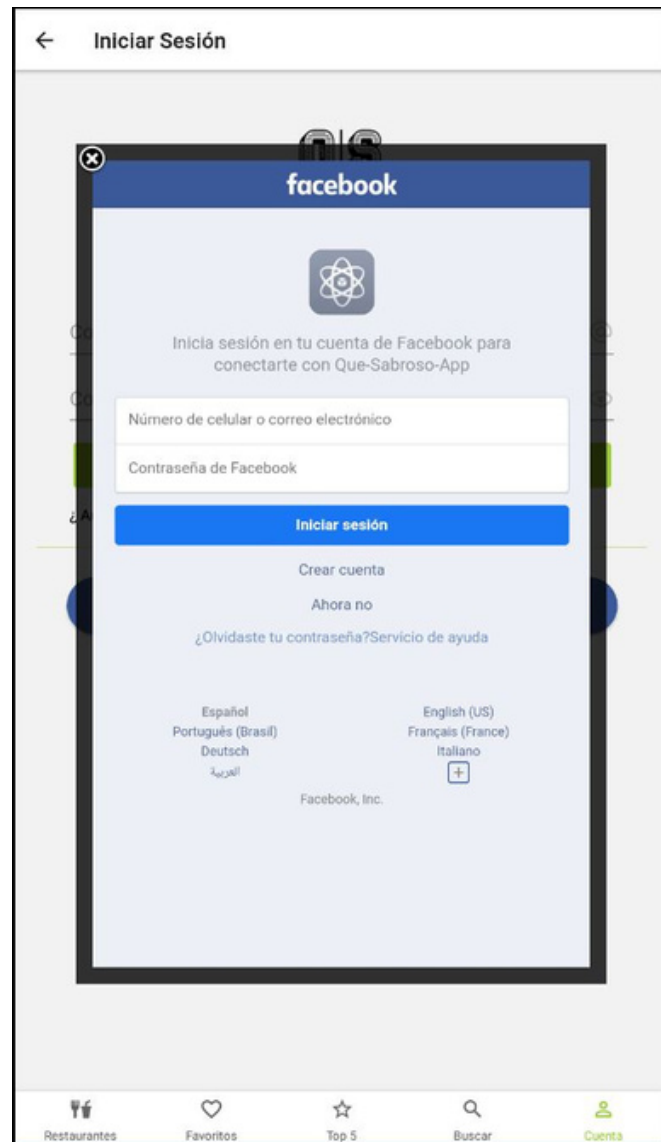 Iniciar Sesión
facebook
Inicia sesión en tu cuenta de Facebook para
conectarte con Que-Sabroso-App
Número de celular o correo electrónico
Contraseña de Facebook
Iniciar sesión
Crear cuenta
Ahora no
¿Olvidaste tu contraseña?Servicio de ayuda
Español English (US)
Português (Brasil) Français (France)
Deutsch Italiano
العربية
Facebook, Inc.
Restaurantes Favoritos Top 5 Buscar Cuenta